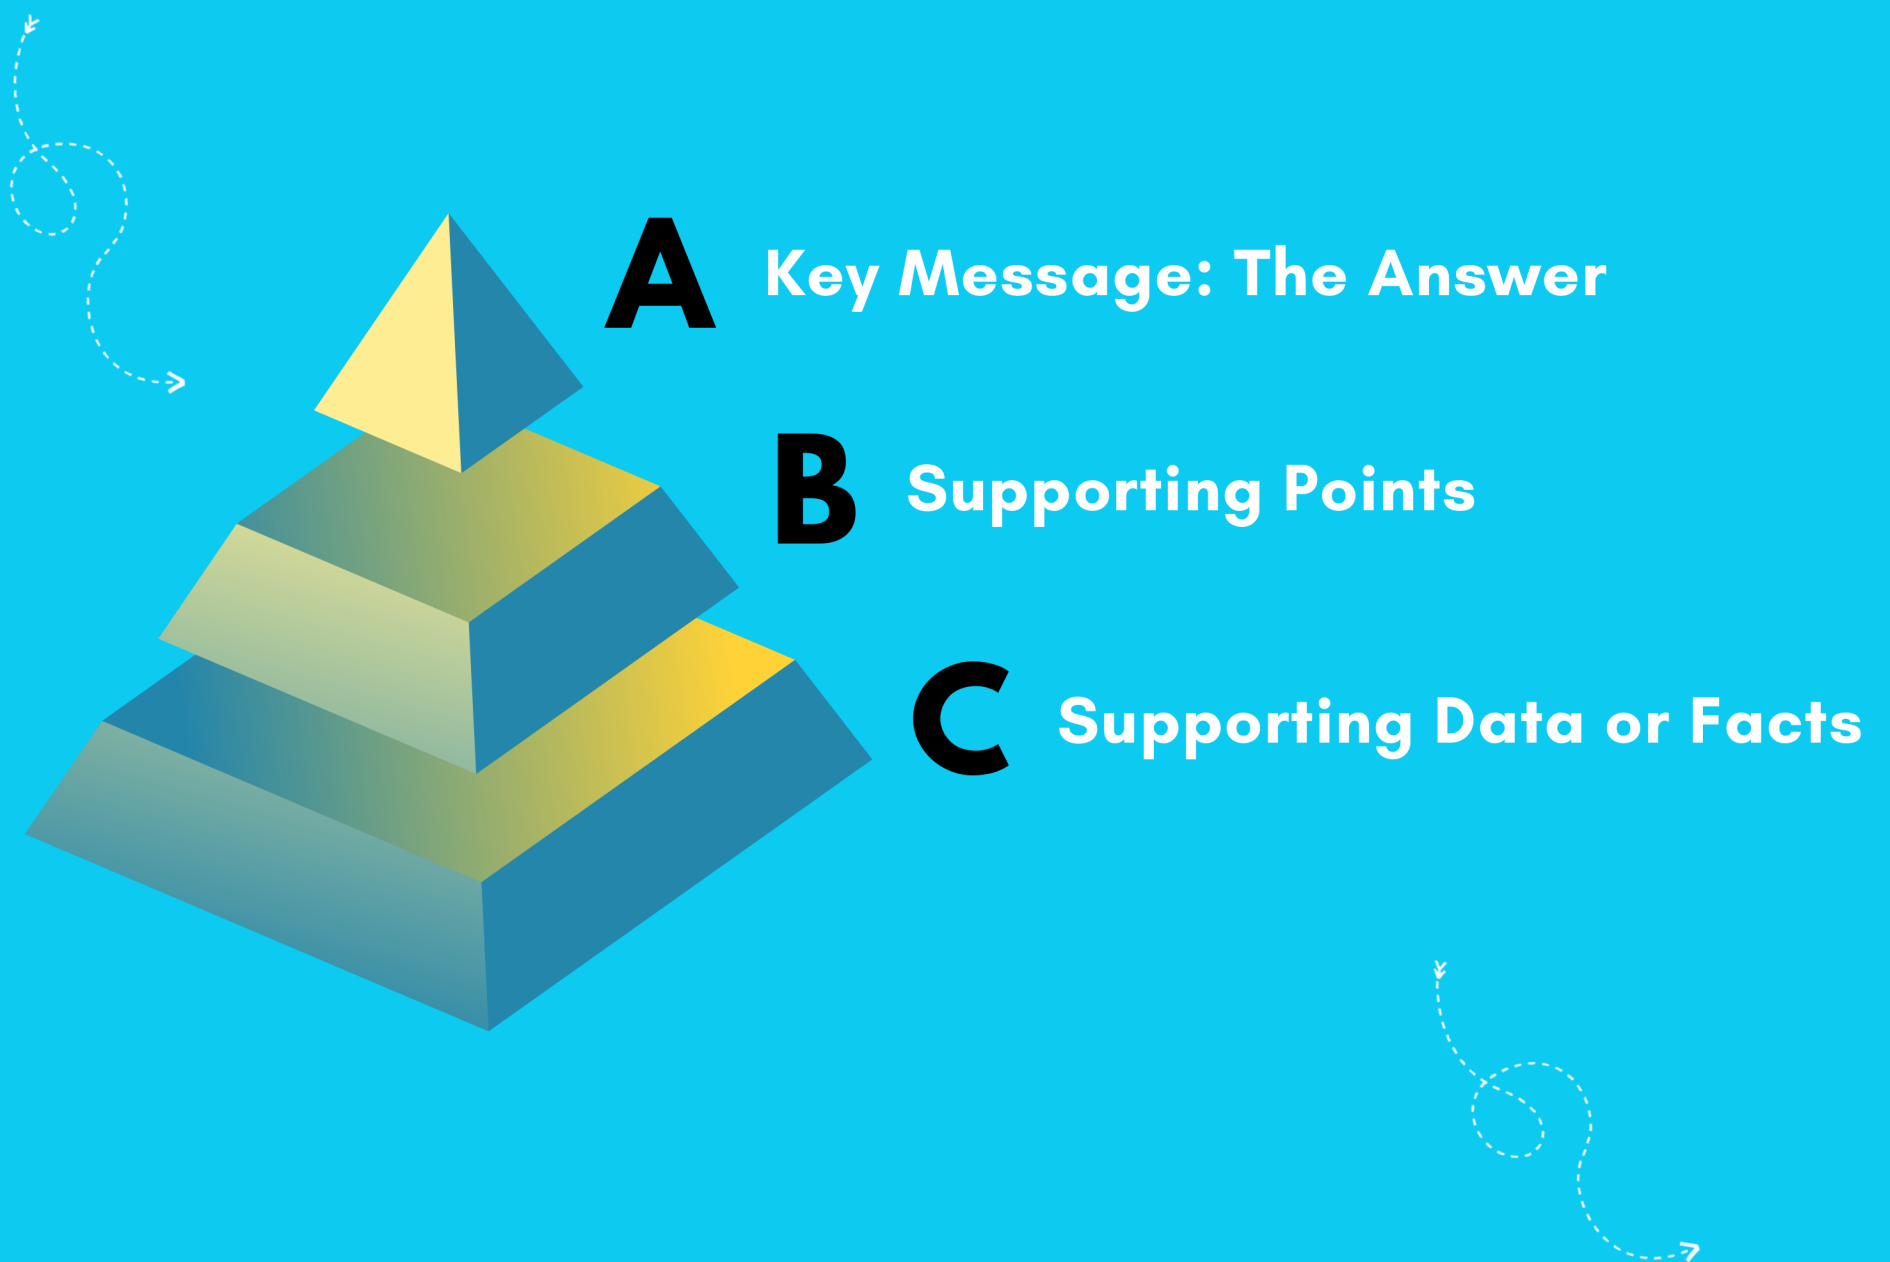 A Key Message: The Answer
B Supporting Points
C Supporting Data or Facts